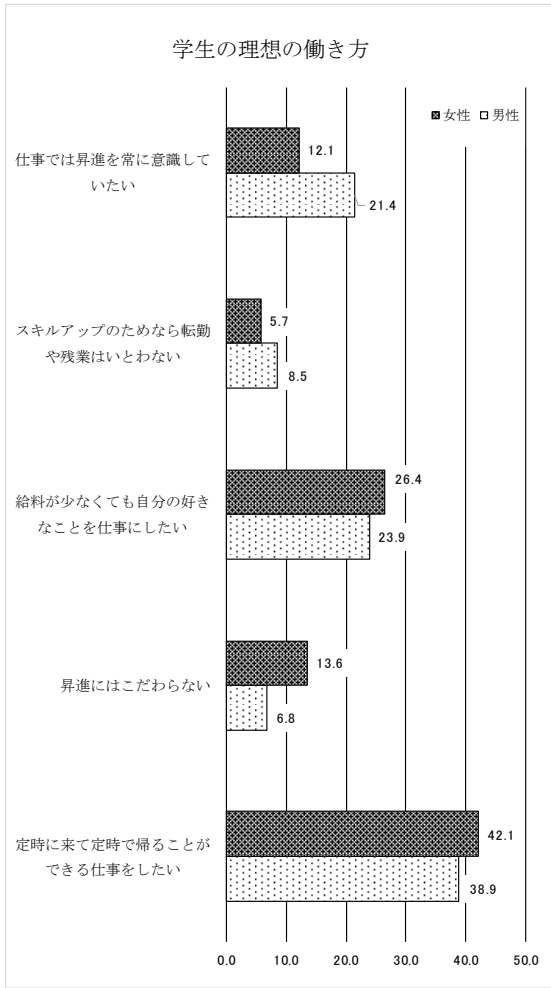 学生の理想の働き方
女性 男性
仕事では昇進を常に意識して
いたい
12.1
21.4
スキルアップのためなら転勤
や残業はいとわない
5.7
8.5
給料が少なくても自分の好き
なことを仕事にしたい
26.4
23.9
昇進にはこだわらない
13.6
6.8
定時に来て定時で帰ることが
できる仕事をしたい
42.1
38.9
0.0 10.0 20.0 30.0 40.0 50.0